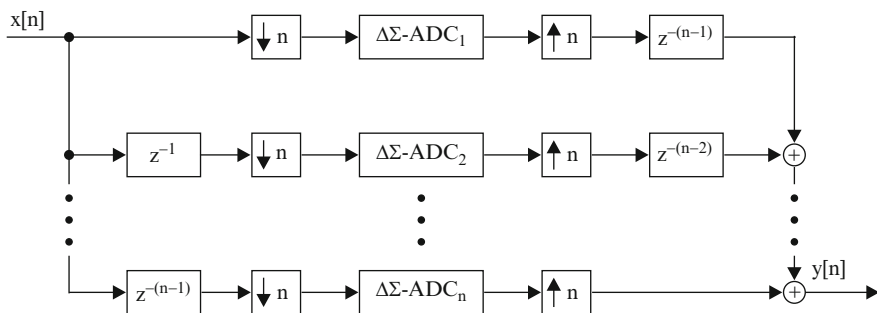 x[n]
n ΔΣ-ADC₁ n z⁻⁽ⁿ⁻¹⁾
z⁻¹ n ΔΣ-ADC₂ n z⁻⁽ⁿ⁻²⁾ +
y[n]
z⁻⁽ⁿ⁻¹⁾ n ΔΣ-ADCₙ n +